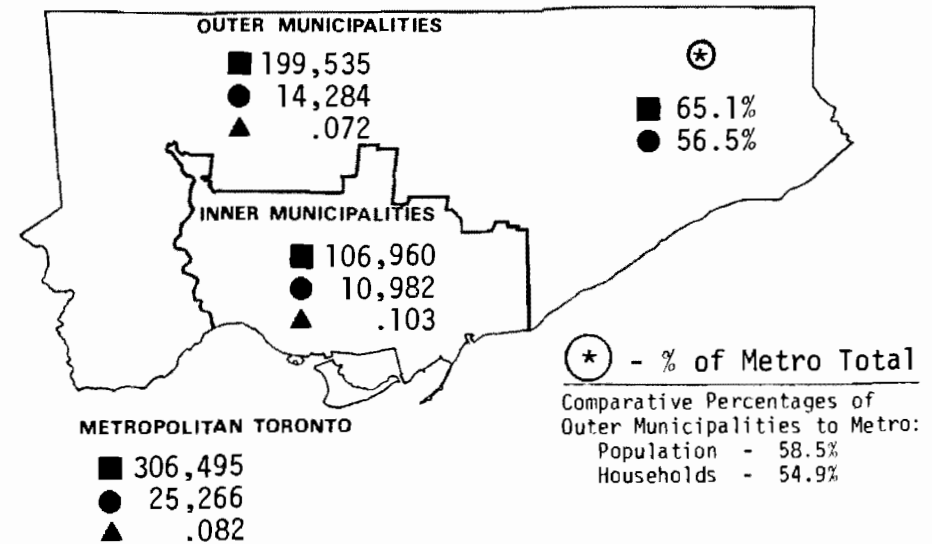 OUTER MUNICIPALITIES
■ 199,535
● 14,284
▲ .072
(*)
■ 65.1%
● 56.5%
INNER MUNICIPALITIES
■ 106,960
● 10,982
▲ .103
(*) - % of Metro Total
Comparative Percentages of
Outer Municipalities to Metro:
Population - 58.5%
Households - 54.9%
METROPOLITAN TORONTO
■ 306,495
● 25,266
▲ .082